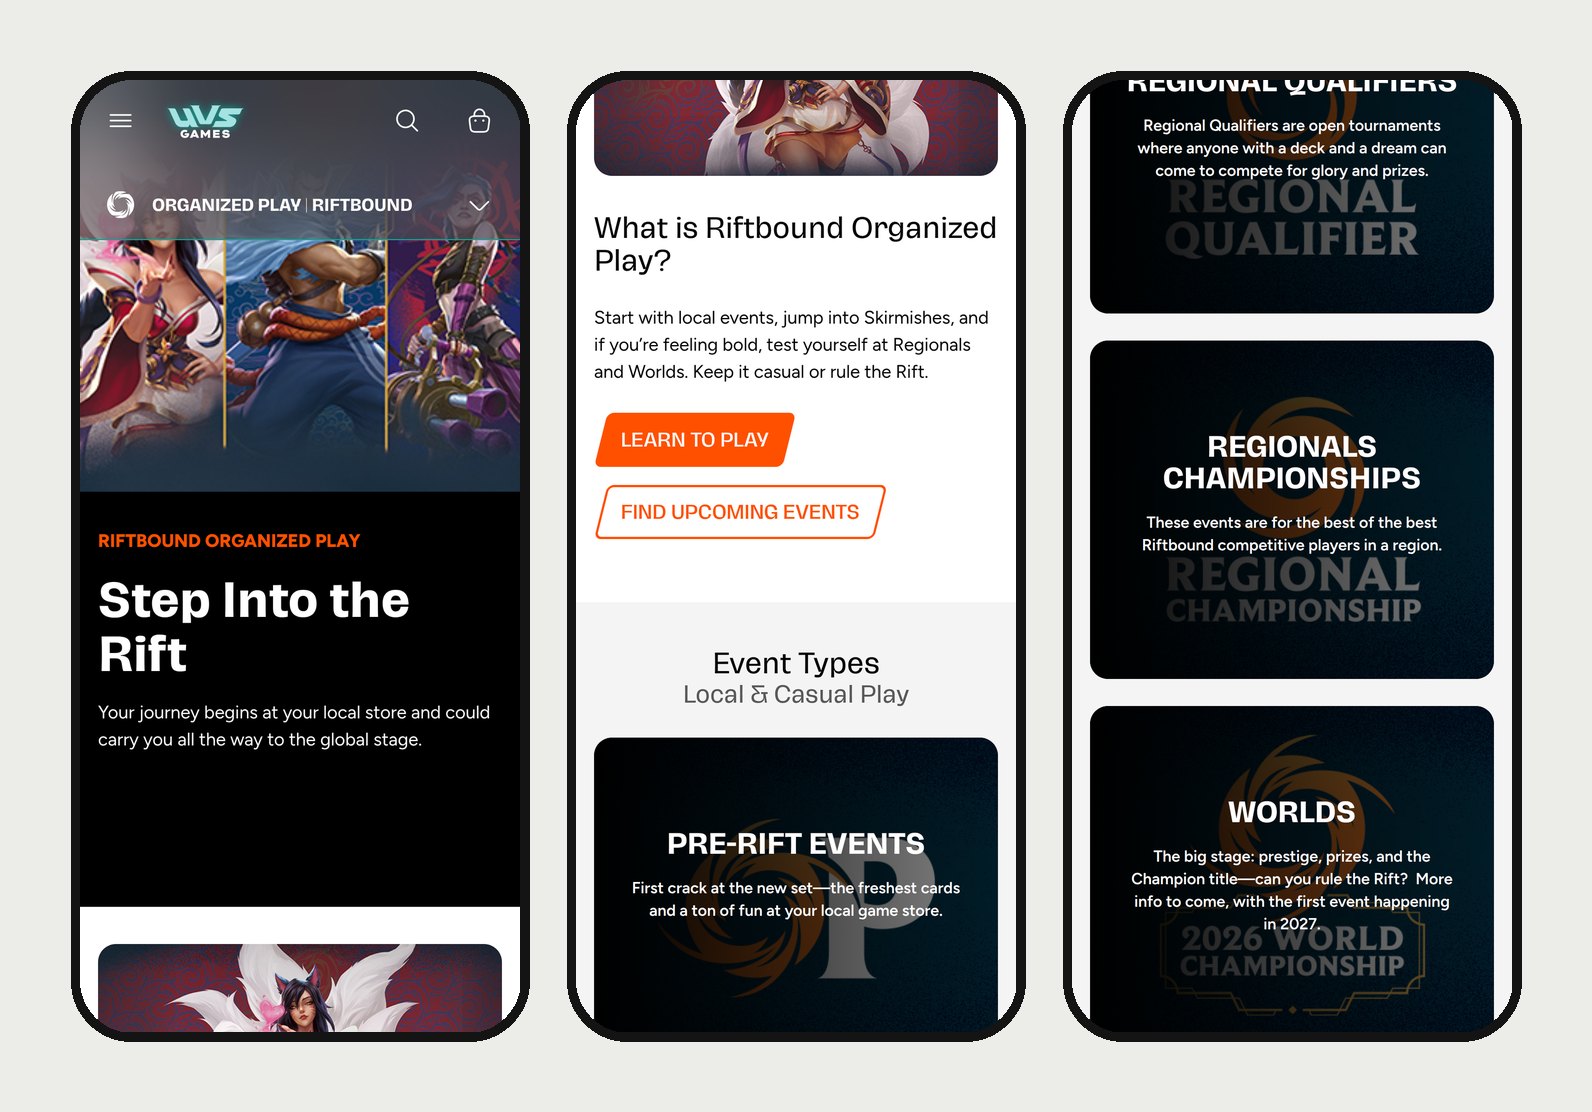 UVS
GAMES
ORGANIZED PLAY | RIFTBOUND
RIFTBOUND ORGANIZED PLAY
Step Into the
Rift
Your journey begins at your local store and could
carry you all the way to the global stage.
What is Riftbound Organized
Play?
Start with local events, jump into Skirmishes, and
if you’re feeling bold, test yourself at Regionals
and Worlds. Keep it casual or rule the Rift.
LEARN TO PLAY
FIND UPCOMING EVENTS
Event Types
Local & Casual Play
PRE-RIFT EVENTS
First crack at the new set—the freshest cards
and a ton of fun at your local game store.
P
REGIONAL QUALIFIERS
Regional Qualifiers are open tournaments
where anyone with a deck and a dream can
come to compete for glory and prizes.
REGIONAL
QUALIFIER
REGIONALS
CHAMPIONSHIPS
These events are for the best of the best
Riftbound competitive players in a region.
REGIONAL
CHAMPIONSHIP
WORLDS
The big stage: prestige, prizes, and the
Champion title—can you rule the Rift?  More
info to come, with the first event happening
in 2027.
2026 WORLD
CHAMPIONSHIP